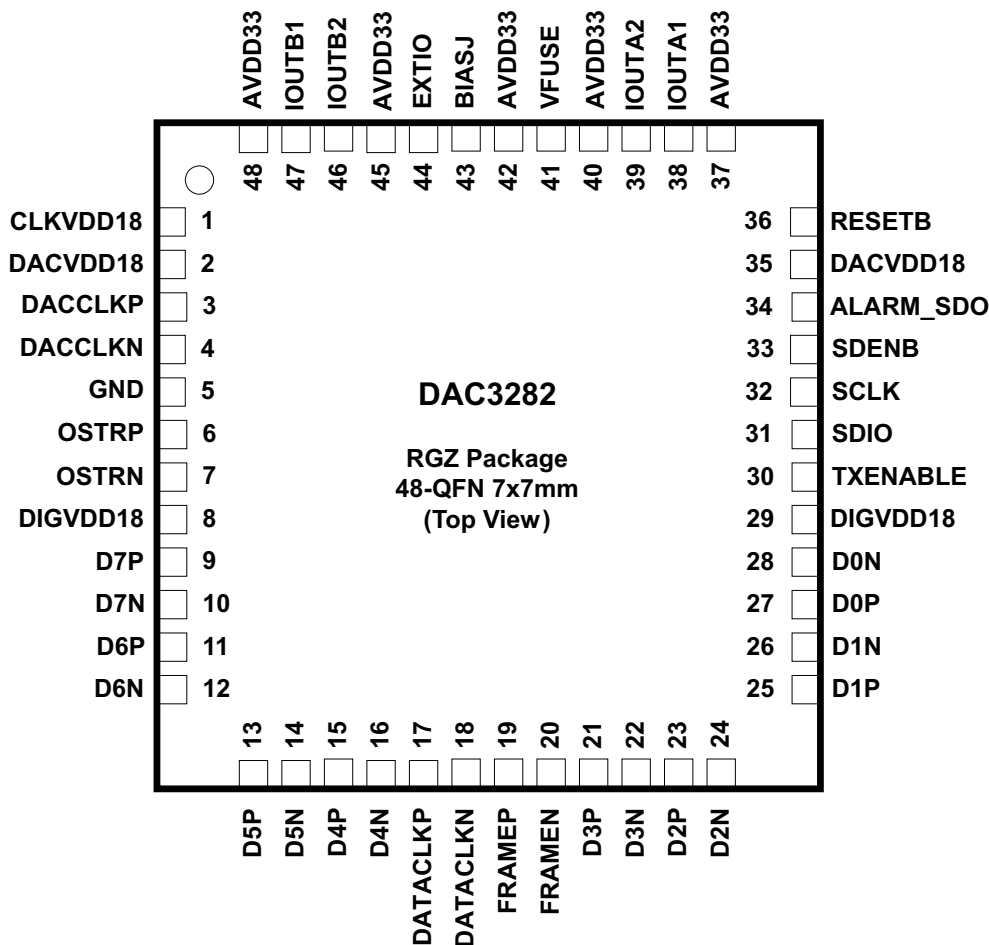 AVDD33
IOUTB1
IOUTB2
AVDD33
EXTIO
BIASJ
AVDD33
VFUSE
AVDD33
IOUTA2
IOUTA1
AVDD33
48
47
46
45
44
43
42
41
40
39
38
37
CLKVDD18 1
DACVDD18 2
DACCLKP 3
DACCLKN 4
GND 5
OSTRP 6
OSTRN 7
DIGVDD18 8
D7P 9
D7N 10
D6P 11
D6N 12
DAC3282
RGZ Package
48-QFN 7x7mm
(Top View)
36 RESETB
35 DACVDD18
34 ALARM_SDO
33 SDENB
32 SCLK
31 SDIO
30 TXENABLE
29 DIGVDD18
28 D0N
27 D0P
26 D1N
25 D1P
13
14
15
16
17
18
19
20
21
22
23
24
D5P
D5N
D4P
D4N
DATACLKP
DATACLKN
FRAMEP
FRAMEN
D3P
D3N
D2P
D2N